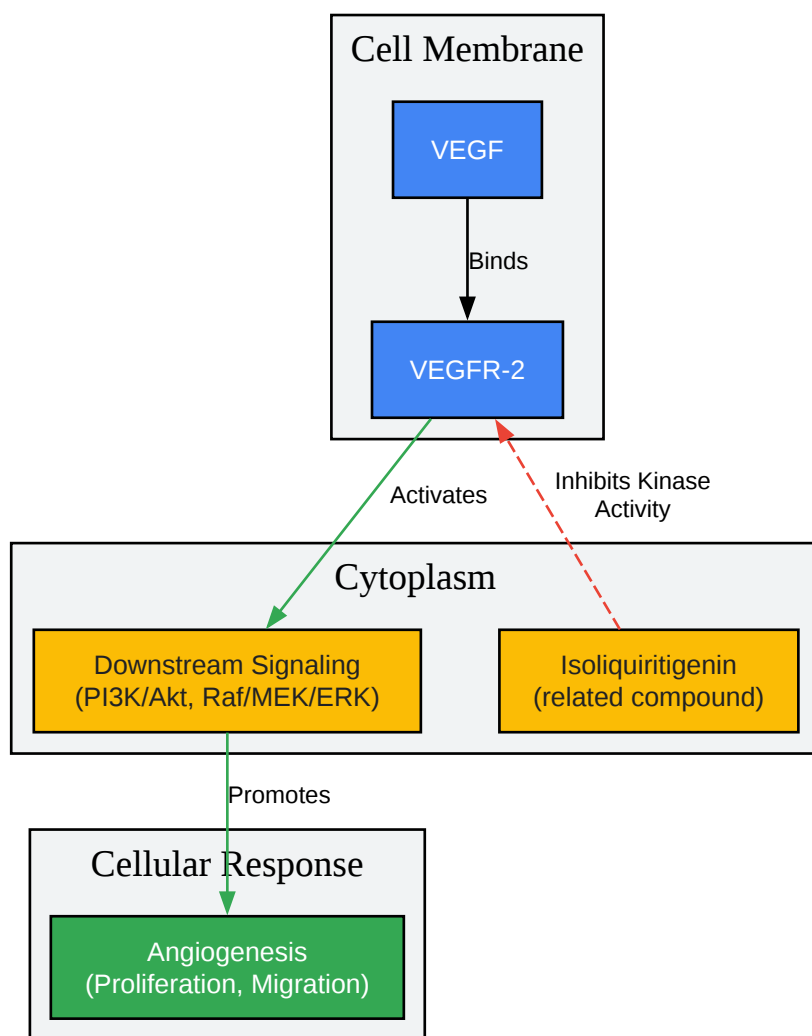 Cell Membrane
VEGF
Binds
VEGFR-2
Activates
Inhibits Kinase
Activity
Cytoplasm
Downstream Signaling
(PI3K/Akt, Raf/MEK/ERK)
Isoliquiritigenin
(related compound)
Promotes
Cellular Response
Angiogenesis
(Proliferation, Migration)